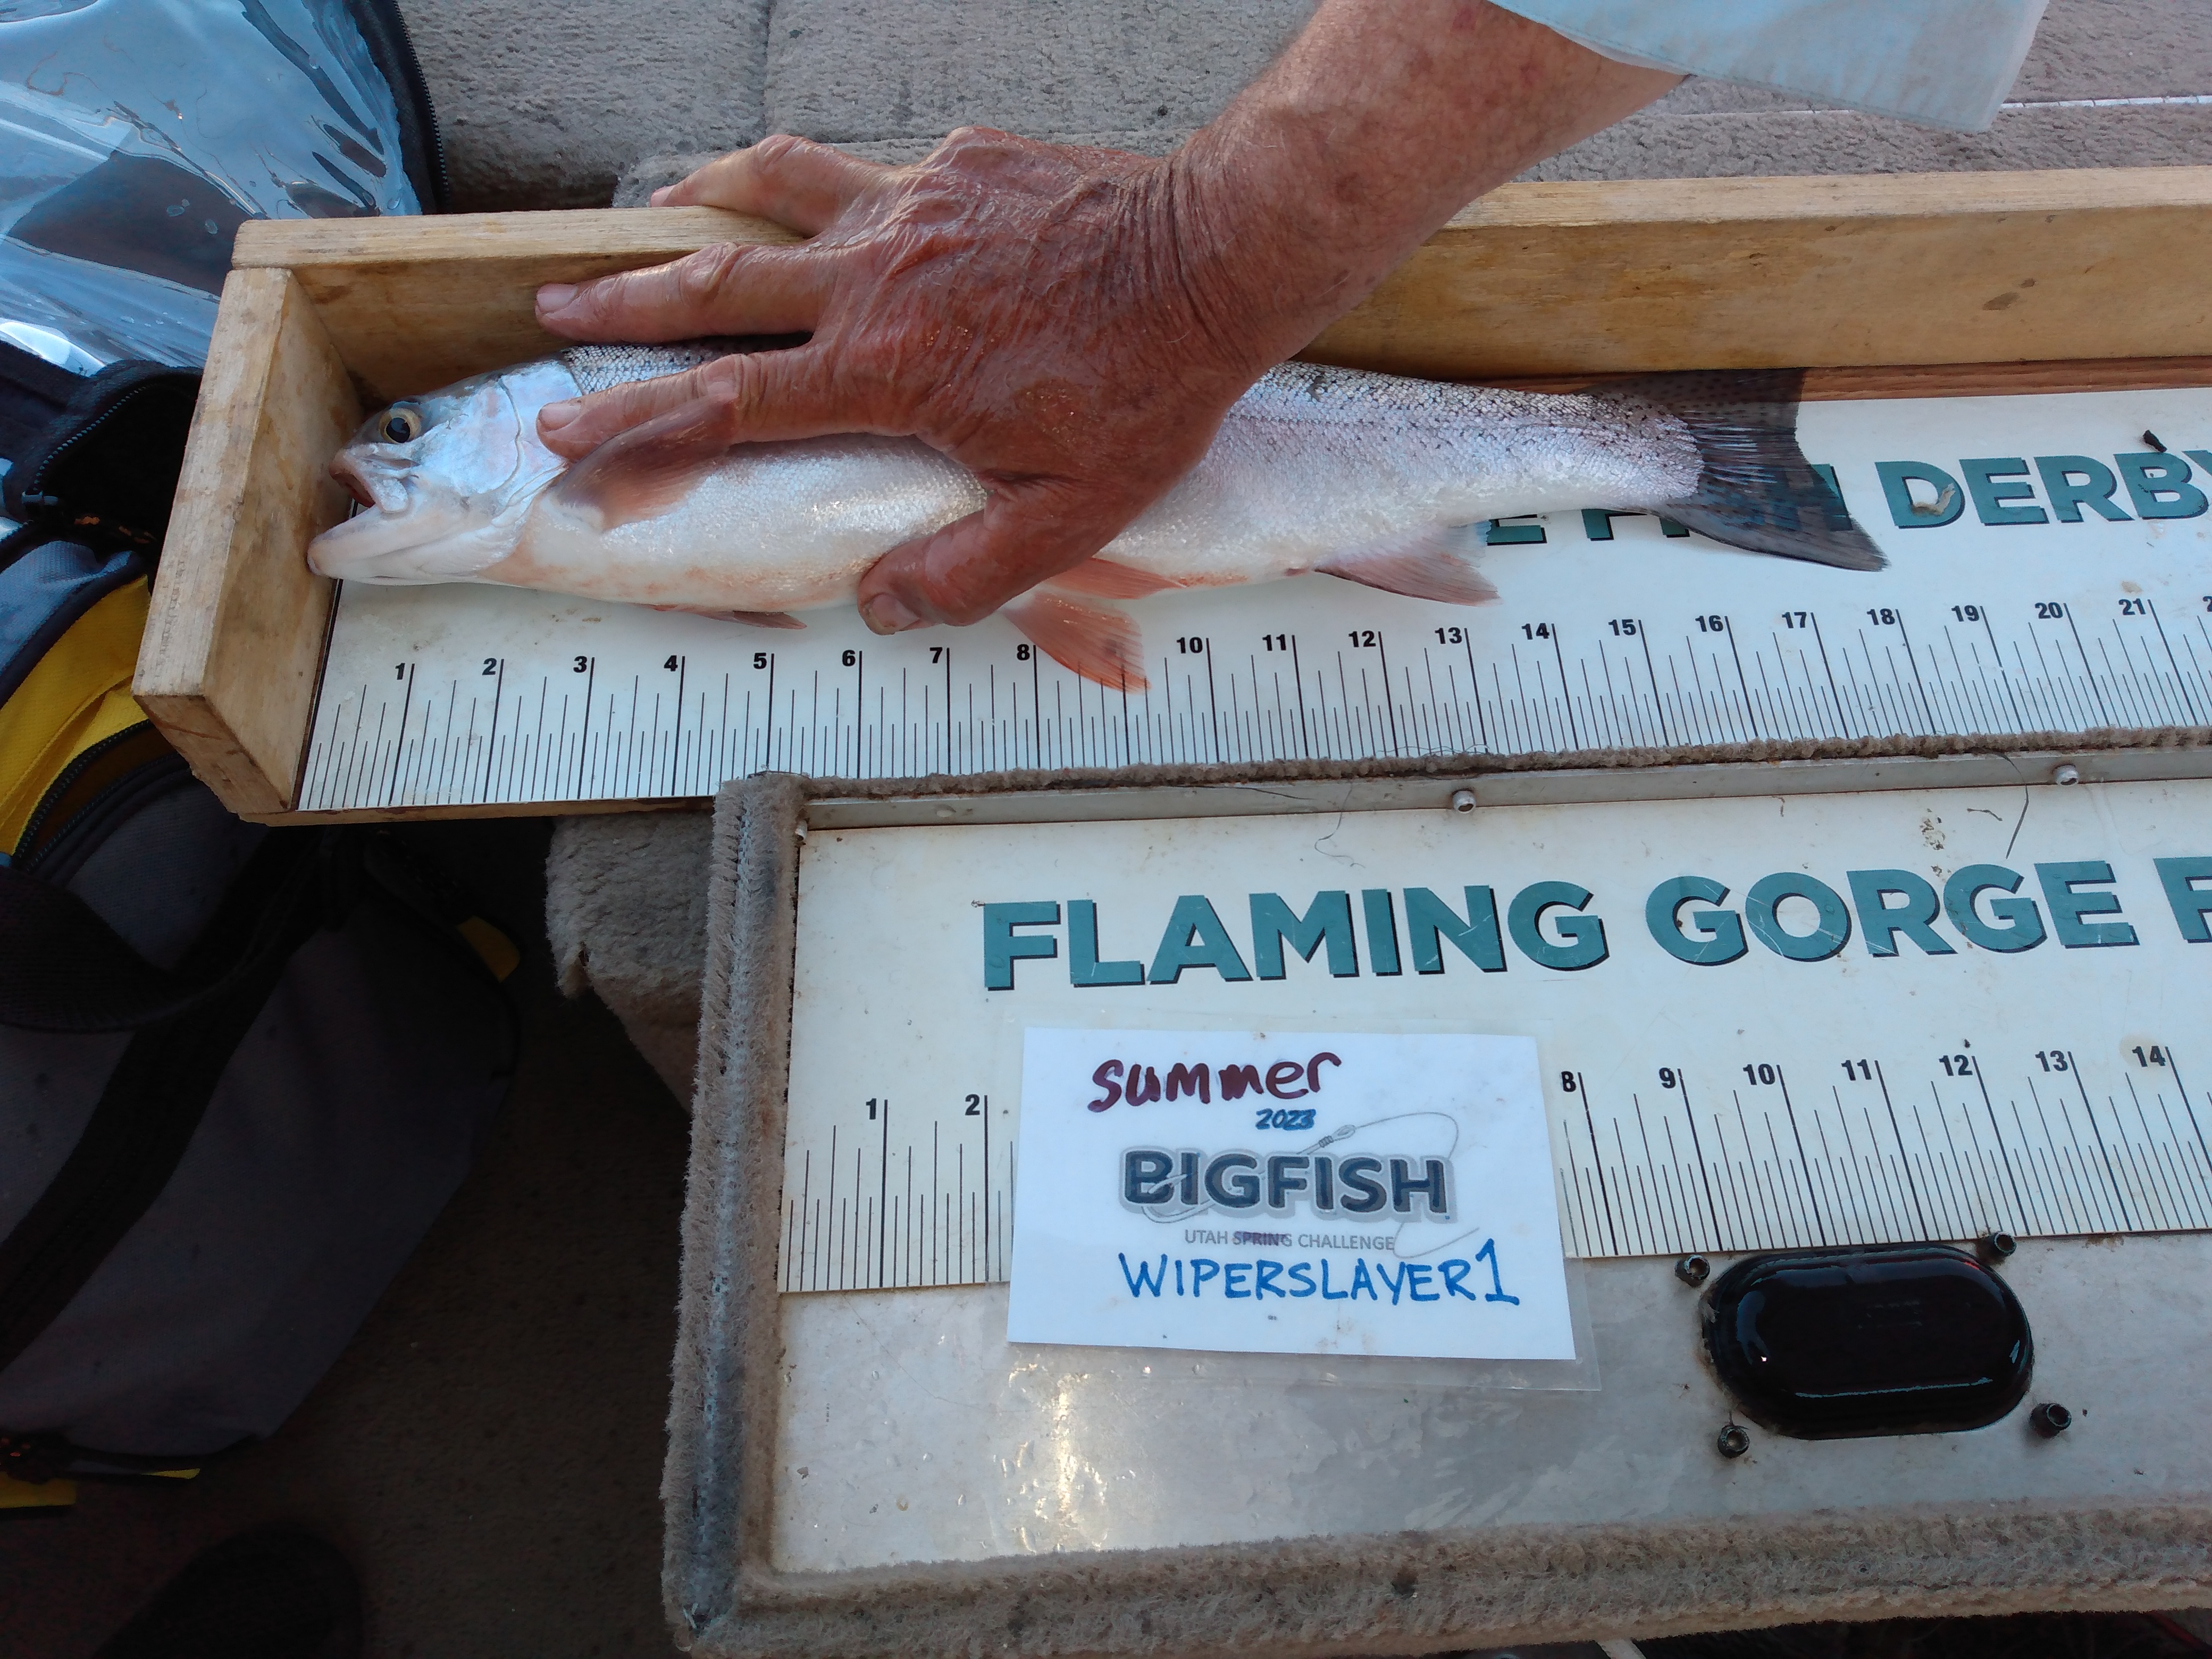 DERBY
1 2 3 4 5 6 7 8 10 11 12 13 14 15 16 17 18 19 20 21
FLAMING GORGE F
1 2 8 9 10 11 12 13 14
summer
2023
BIGFISH
UTAH SPRING CHALLENGE
WIPERSLAYER1